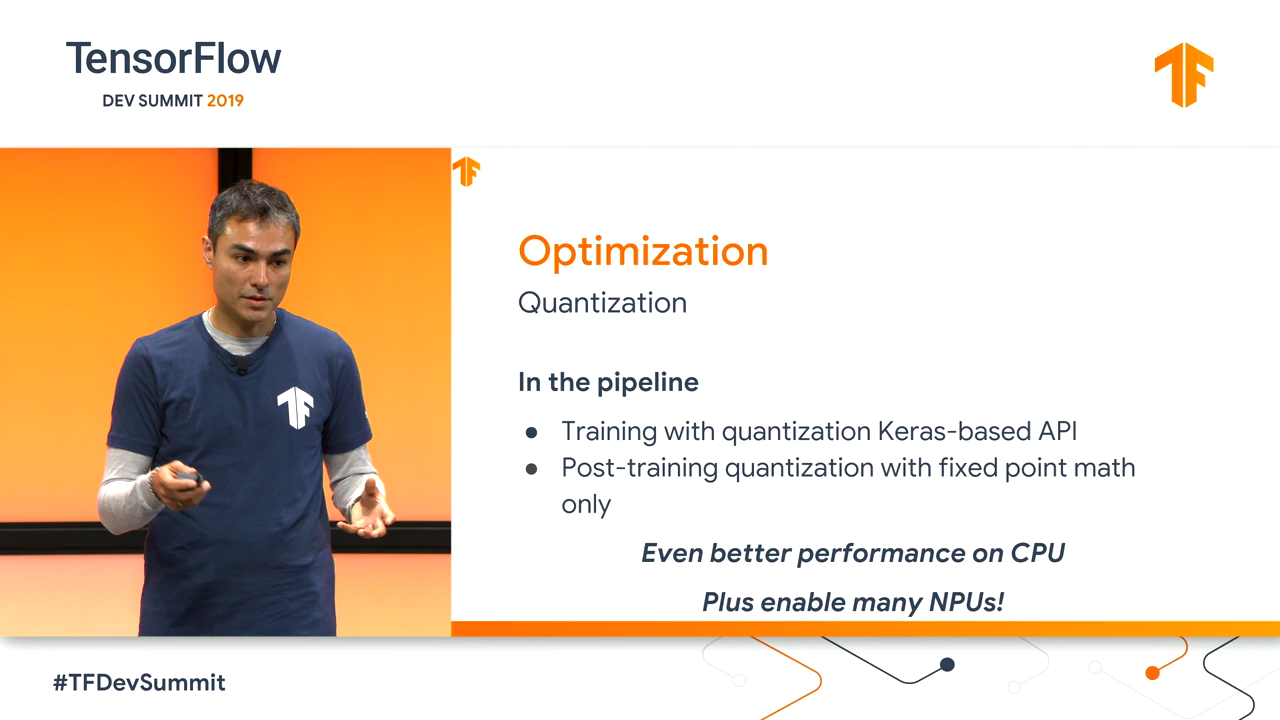 TensorFlow
DEV SUMMIT 2019
Optimization
Quantization
In the pipeline
● Training with quantization Keras-based API
● Post-training quantization with fixed point math
only
Even better performance on CPU
Plus enable many NPUs!
#TFDevSummit